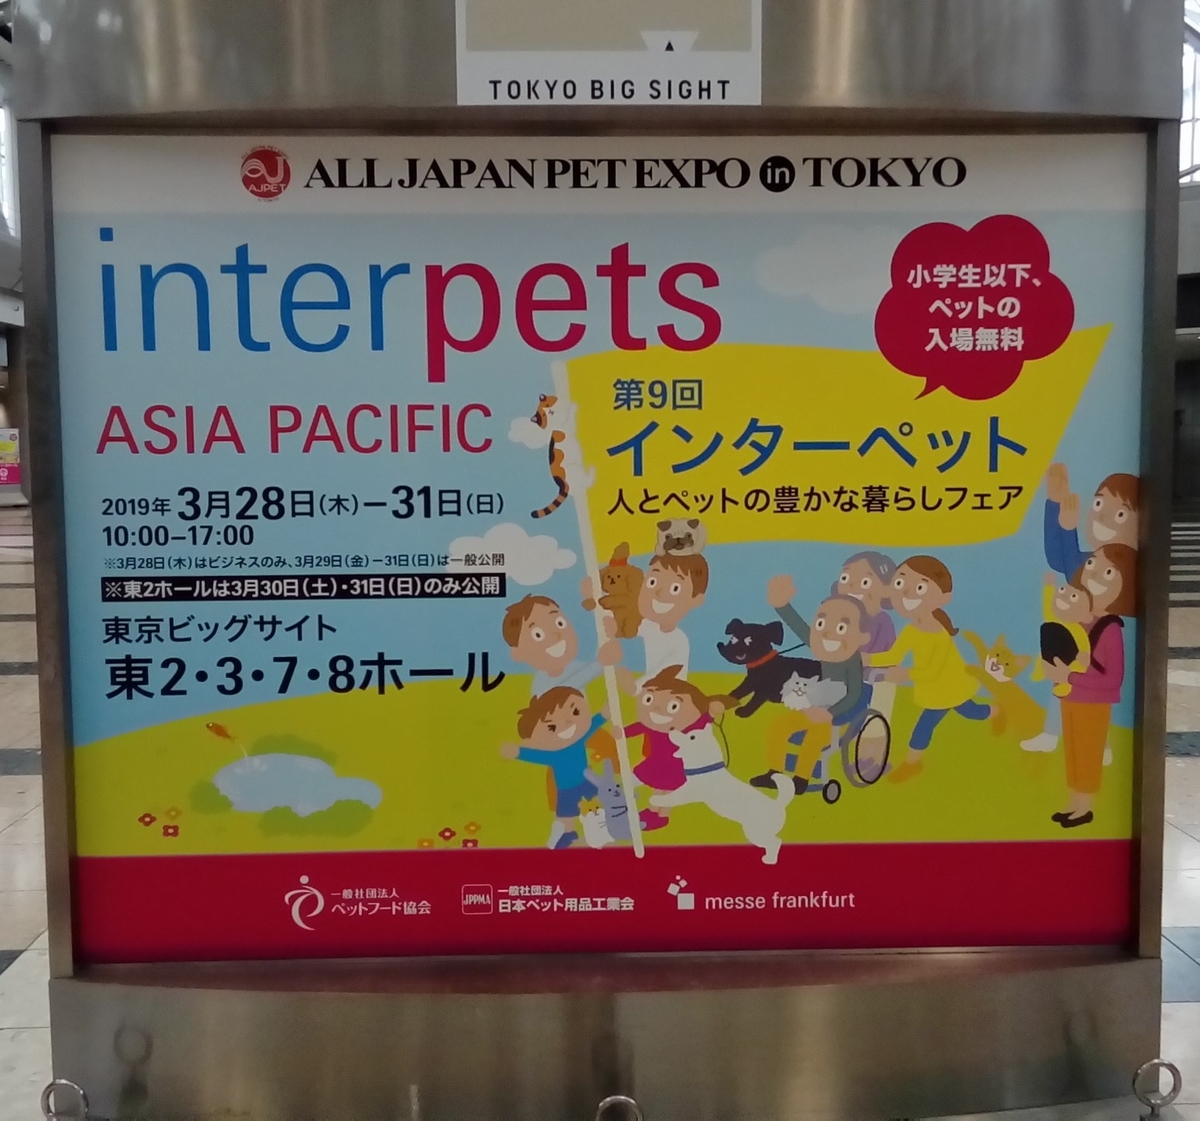 TOKYO BIG SIGHT
AJPET
ALL JAPAN PET EXPO in TOKYO
interpets
ASIA PACIFIC
小学生以下、
ペットの
入場無料
第9回
インターペット
人とペットの豊かな暮らしフェア
2019年3月28日(木)−31日(日)
10:00−17:00
※3月28日(木)はビジネスのみ、3月29日(金)−31日(日)は一般公開
※東2ホールは3月30日(土)・31日(日)のみ公開
東京ビッグサイト
東2・3・7・8ホール
一般社団法人
ペットフード協会
JPPMA
一般社団法人
日本ペット用品工業会
messe frankfurt